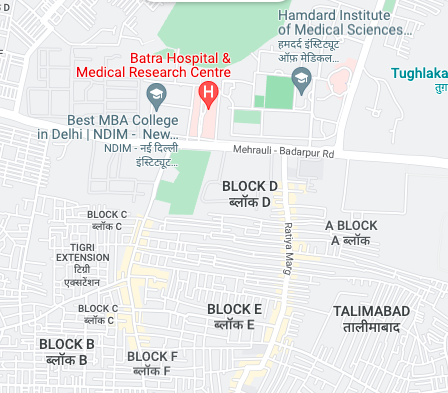 Hamdard Institute
of Medical Sciences...
हमदर्द इंस्टिट्यूट
ऑफ़ मेडिकल...
Batra Hospital &
Medical Research Centre
H
Tughlaka
तुग़
Best MBA College
in Delhi | NDIM - New...
NDIM - नई दिल्ली
इंस्टिट्यूट...
Mehrauli - Badarpur Rd
BLOCK D
ब्लॉक D
BLOCK C
ब्लॉक C
Ratiya Marg
A BLOCK
A ब्लॉक
TIGRI
EXTENSION
टिग्री
एक्सटेंशन
BLOCK C
ब्लॉक C
BLOCK E
ब्लॉक E
TALIMABAD
तालीमाबाद
BLOCK B
ब्लॉक B
BLOCK F
ब्लॉक F